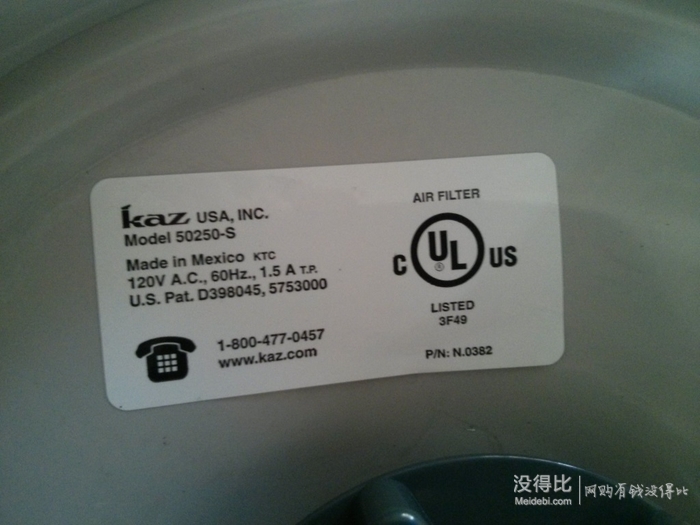 kaz USA, INC.
Model 50250-S
Made in Mexico KTC
120V A.C., 60Hz., 1.5 A T.P.
U.S. Pat. D398045, 5753000
1-800-477-0457
www.kaz.com
AIR FILTER
C UL® US
LISTED
3F49
P/N: N.0382
没得比
Meidebi.com
网购有钱没得比